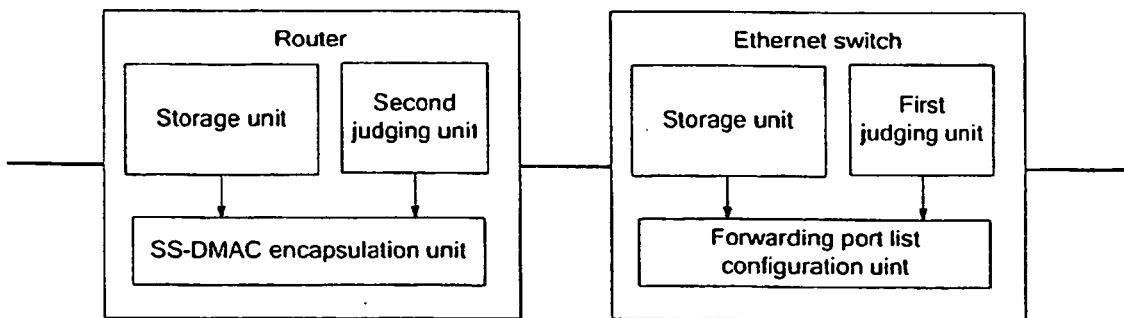 Router
Storage unit
Second
judging unit
SS-DMAC encapsulation unit
Ethernet switch
Storage unit
First
judging unit
Forwarding port list
configuration uint